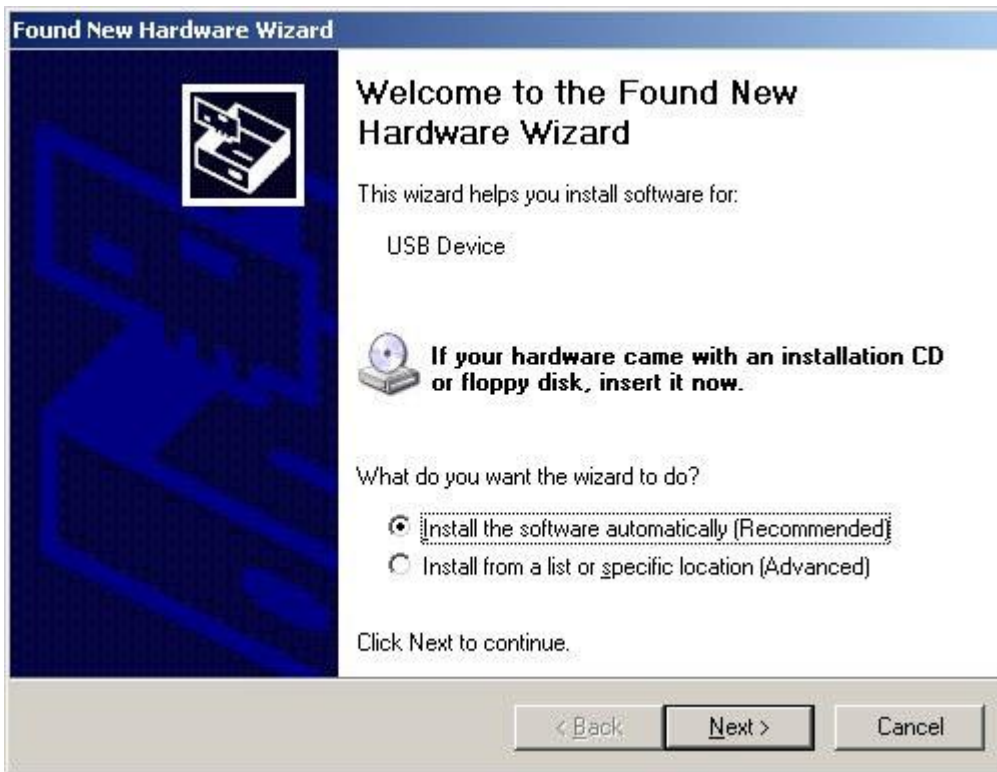 Found New Hardware Wizard
Welcome to the Found New
Hardware Wizard
This wizard helps you install software for:
USB Device
If your hardware came with an installation CD
or floppy disk, insert it now.
What do you want the wizard to do?
Install the software automatically (Recommended)
Install from a list or specific location (Advanced)
Click Next to continue.
< Back Next > Cancel